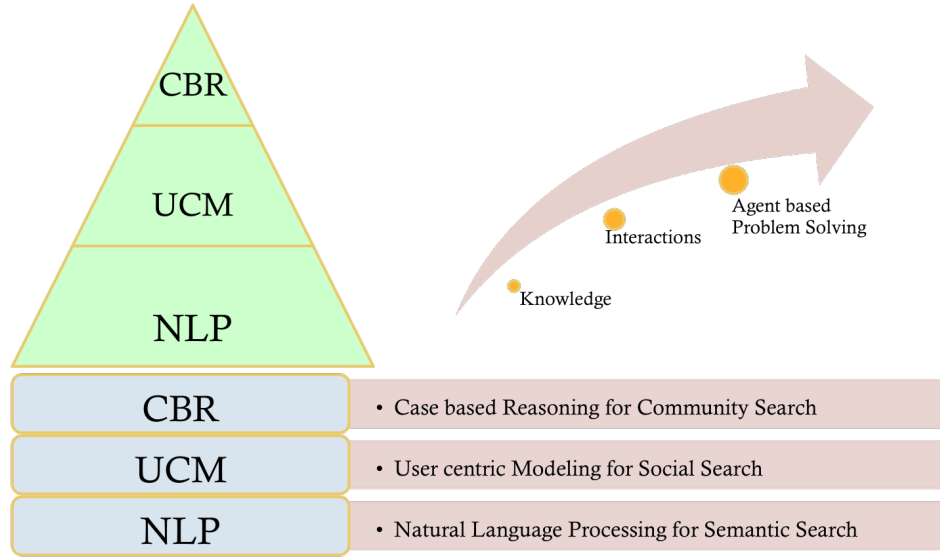 CBR
UCM
NLP
Knowledge
Interactions
Agent based
Problem Solving
CBR
• Case based Reasoning for Community Search
UCM
• User centric Modeling for Social Search
NLP
• Natural Language Processing for Semantic Search